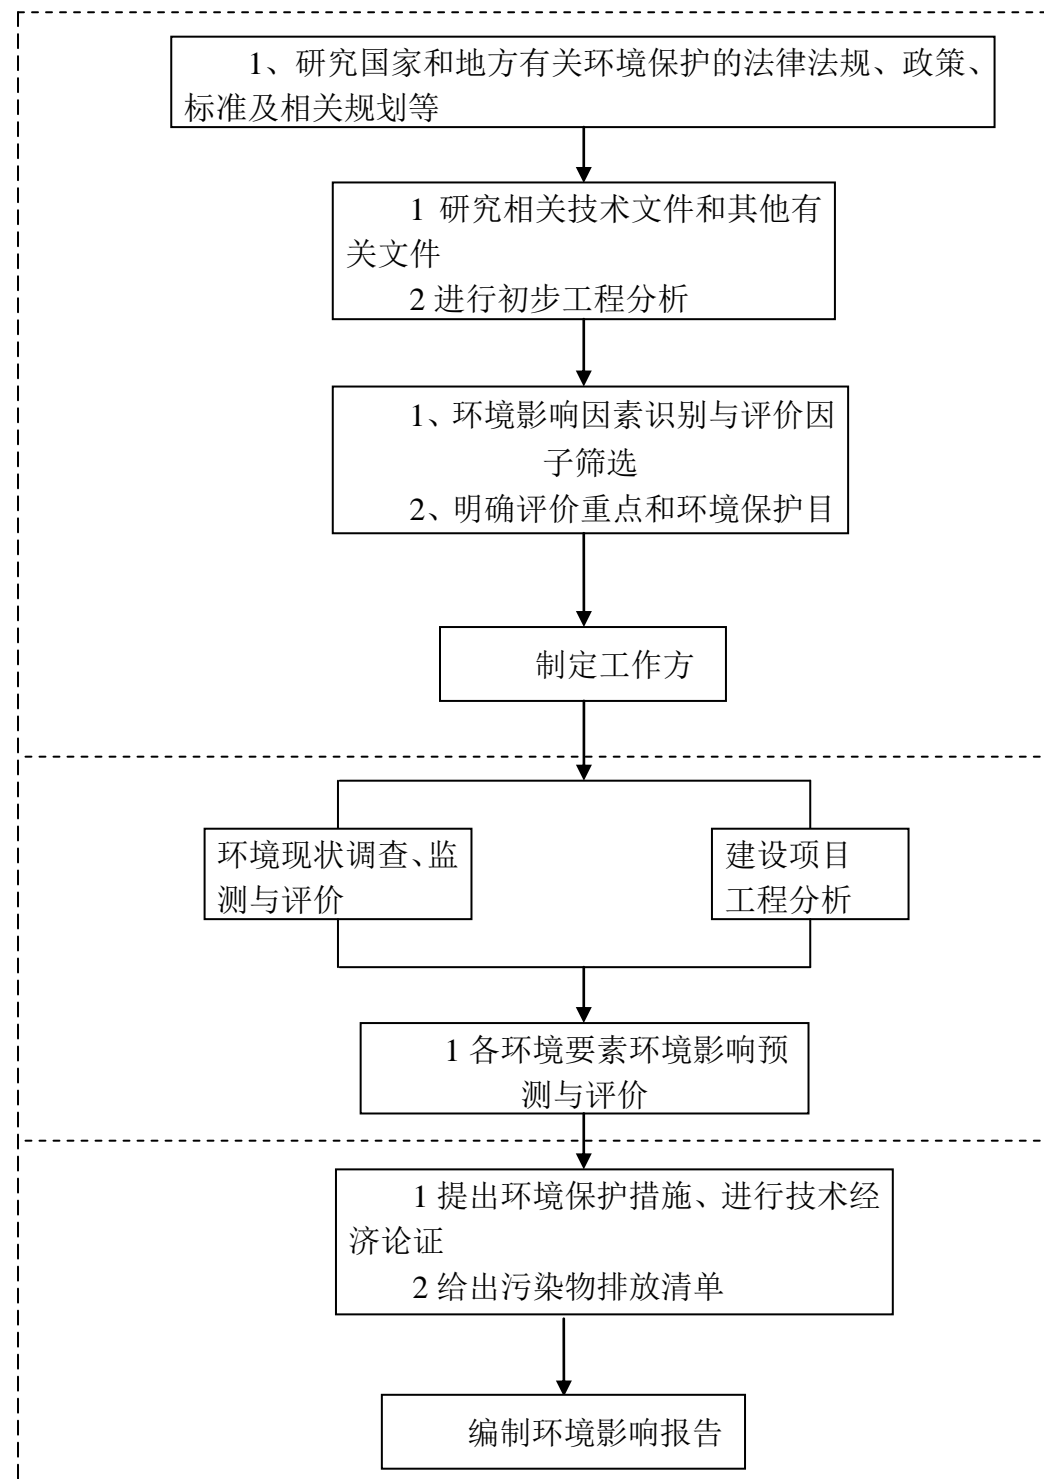 1、研究国家和地方有关环境保护的法律法规、政策、
标准及相关规划等
1 研究相关技术文件和其他有
关文件
2 进行初步工程分析
1、环境影响因素识别与评价因
子筛选
2、明确评价重点和环境保护目
制定工作方
环境现状调查、监
测与评价
建设项目
工程分析
1 各环境要素环境影响预
测与评价
1 提出环境保护措施、进行技术经
济论证
2 给出污染物排放清单
编制环境影响报告